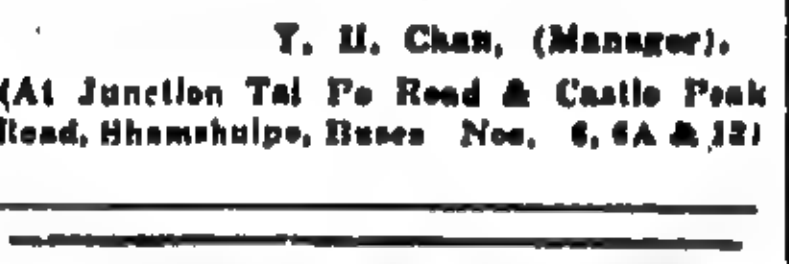 Chan, (Manager).
(At Junction Tai Po Road & Castle Peak
Road, Shamshuipo, Buses Nos. 6, 6A & 12)